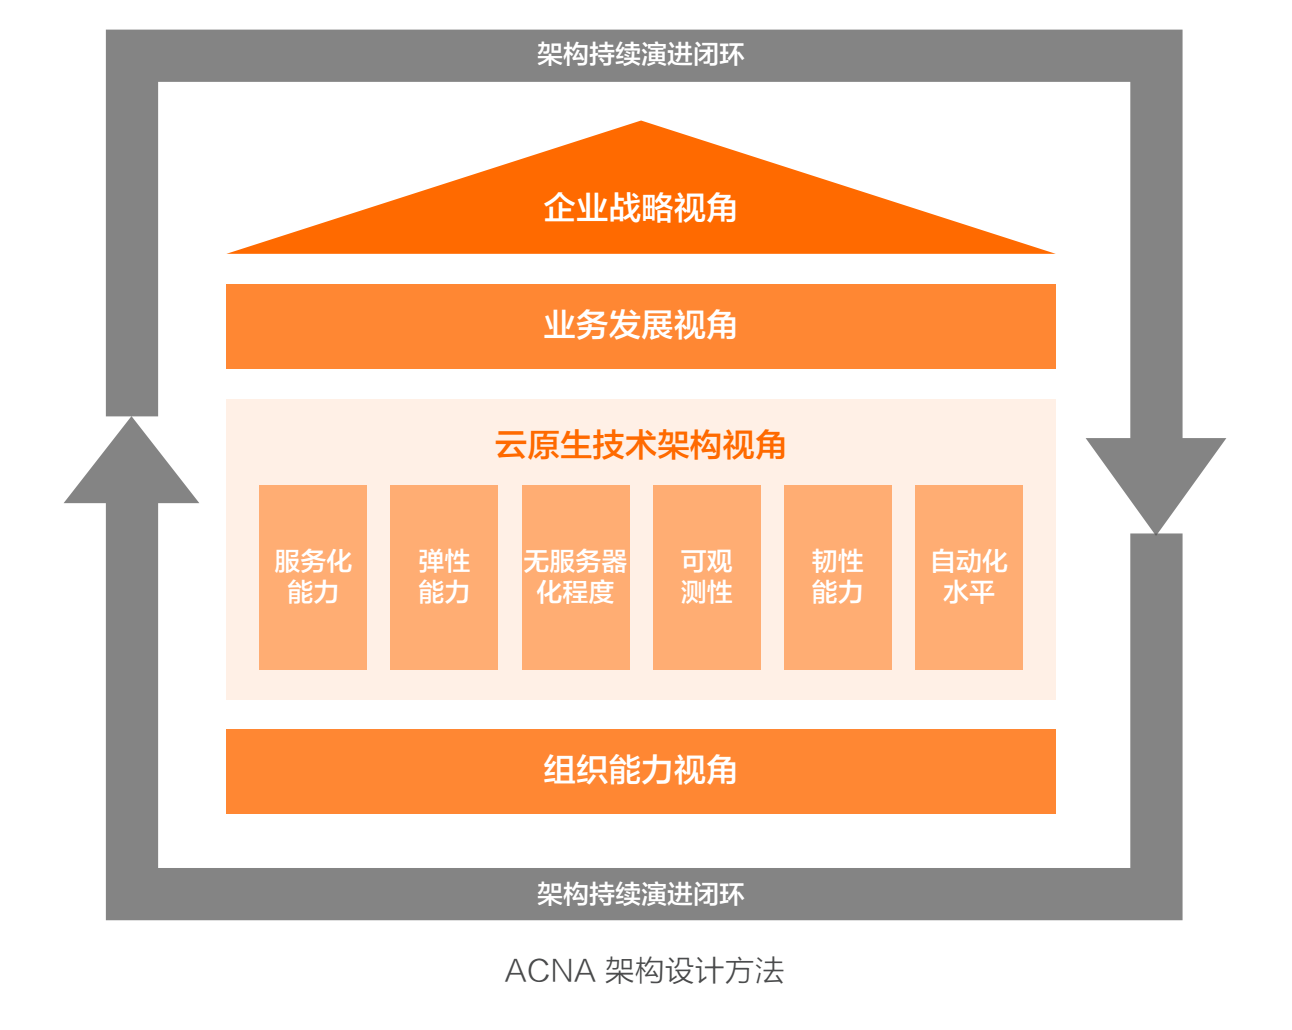 架构持续演进闭环
企业战略视角
业务发展视角
云原生技术架构视角
服务化
能力
弹性
能力
无服务器
化程度
可观
测性
韧性
能力
自动化
水平
组织能力视角
架构持续演进闭环
ACNA 架构设计方法